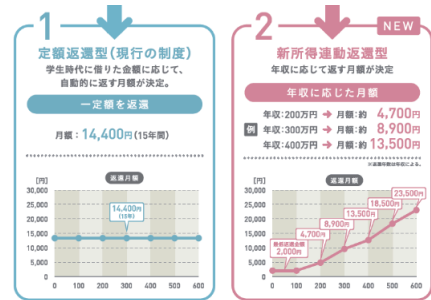 1
定額返還型(現行の制度)
学生時代に借りた金額に応じて、
自動的に返す月額が決定。
一定額を返還
月額：14,400円(15年間)
返還月額
[円]
30,000
25,000
20,000
15,000
10,000
5,000
0
14,400円
(15年)
0 100 200 300 400 500 600
2
NEW
新所得連動返還型
年収に応じて返す月額が決定
年収に応じた月額
例
年収：200万円 → 月額：約 4,700円
年収：300万円 → 月額：約 8,900円
年収：400万円 → 月額：約 13,500円
※返還年数は年収による。
返還月額
[円]
30,000
25,000
20,000
15,000
10,000
5,000
0
最低返還金額
2,000円
4,700円
8,900円
13,500円
18,500円
23,500円
0 100 200 300 400 500 600